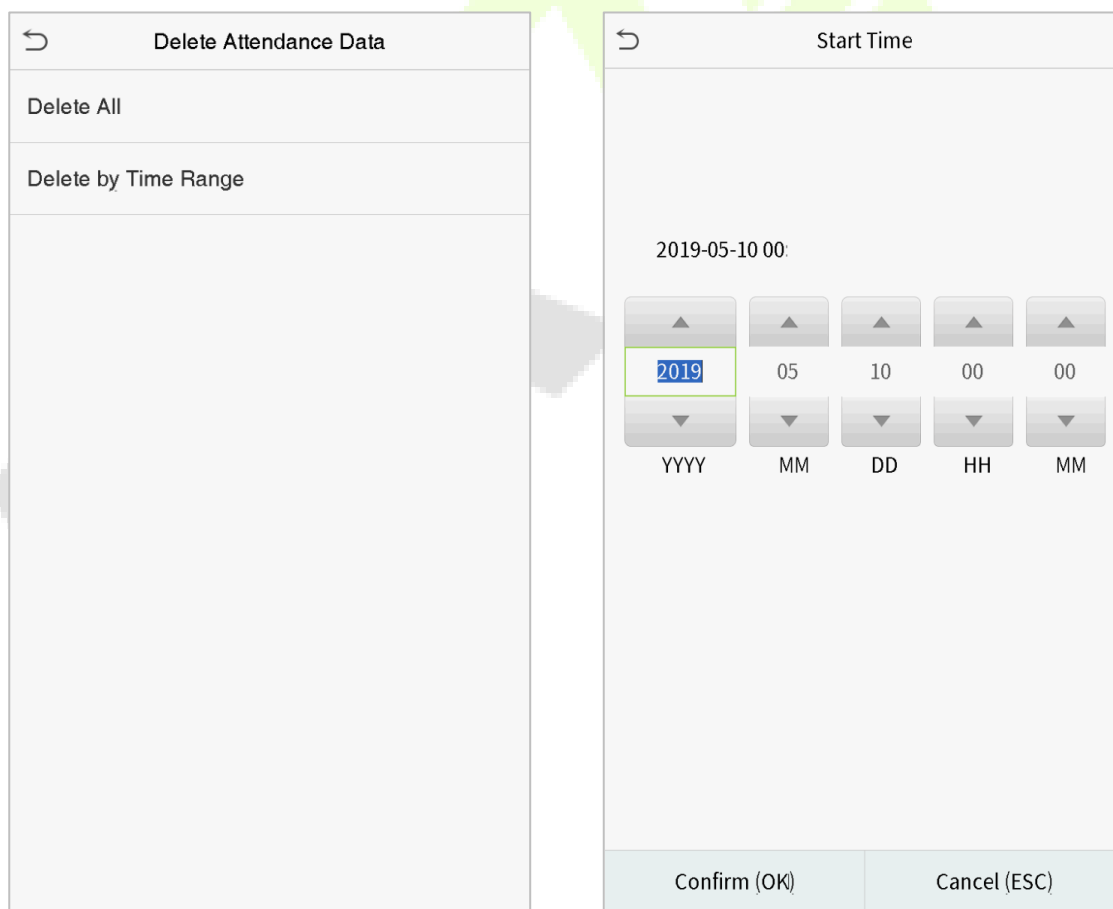 Delete Attendance Data
Delete All
Delete by Time Range
Start Time
2019-05-10 00:
2019 05 10 00 00
YYYY MM DD HH MM
Confirm (OK) Cancel (ESC)